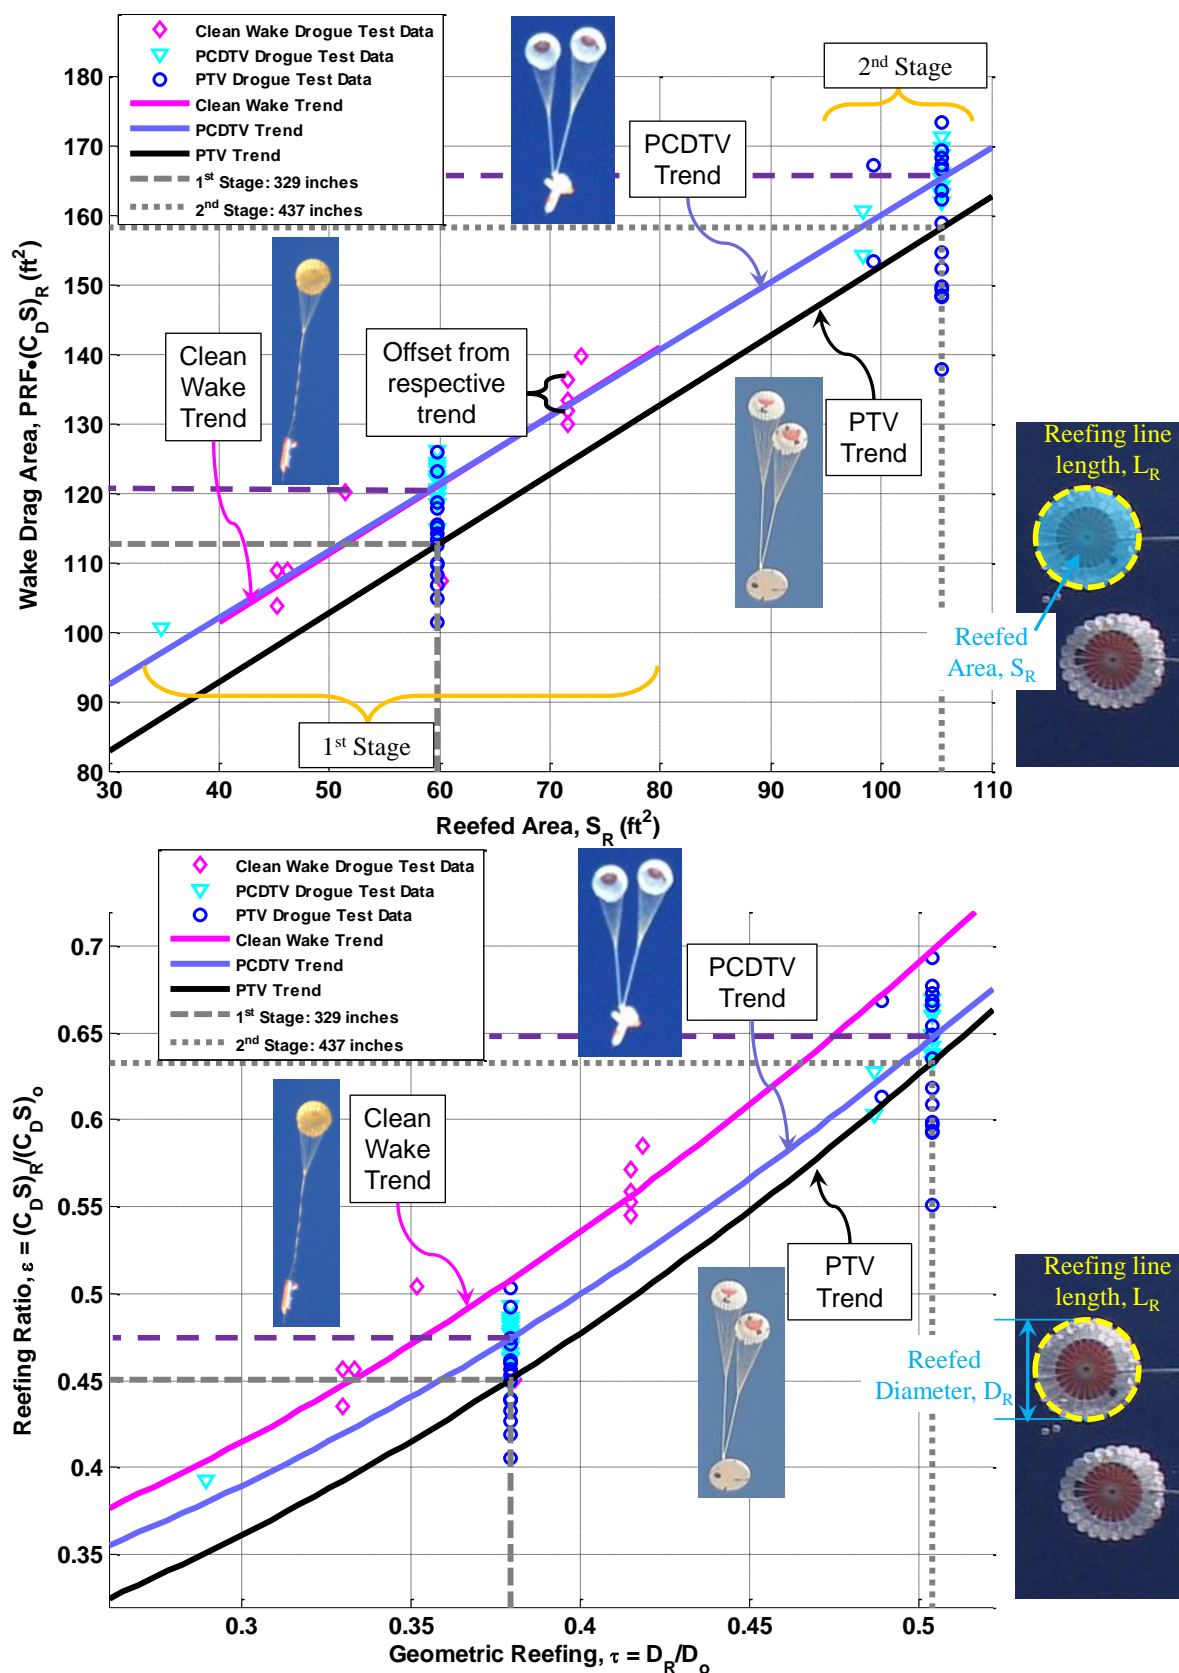 Clean Wake Drogue Test Data
PCDTV Drogue Test Data
PTV Drogue Test Data
Clean Wake Trend
PCDTV Trend
PTV Trend
1st Stage: 329 inches
2nd Stage: 437 inches
2nd Stage
PCDTV
Trend
Clean
Wake
Trend
Offset from
respective
trend
PTV
Trend
1st Stage
Reefing line
length, LR
Reefed
Area, SR
Wake Drag Area, PRF•(CDS)R (ft2)
180
170
160
150
140
130
120
110
100
90
80
30 40 50 60 70 80 90 100 110
Reefed Area, SR (ft2)
Clean Wake Drogue Test Data
PCDTV Drogue Test Data
PTV Drogue Test Data
Clean Wake Trend
PCDTV Trend
PTV Trend
1st Stage: 329 inches
2nd Stage: 437 inches
PCDTV
Trend
Clean
Wake
Trend
PTV
Trend
Reefing line
length, LR
Reefed
Diameter, DR
Reefing Ratio, ε = (CDS)R/(CDS)o
0.7
0.65
0.6
0.55
0.5
0.45
0.4
0.35
0.3 0.35 0.4 0.45 0.5
Geometric Reefing, τ = DR/Do